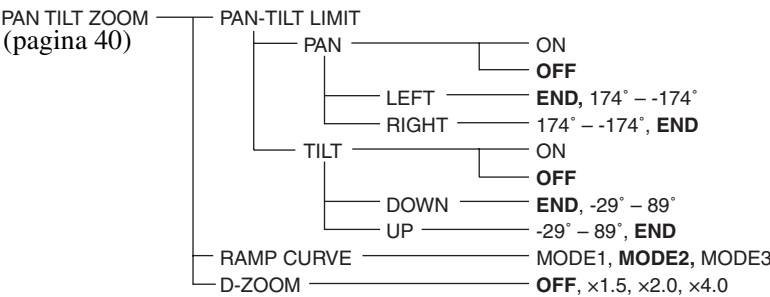 PAN TILT ZOOM PAN-TILT LIMIT
(pagina 40) PAN ON
OFF
LEFT END, 174˚ – -174˚
RIGHT 174˚ – -174˚, END
TILT ON
OFF
DOWN END, -29˚ – 89˚
UP -29˚ – 89˚, END
RAMP CURVE MODE1, MODE2, MODE3
D-ZOOM OFF, ×1.5, ×2.0, ×4.0